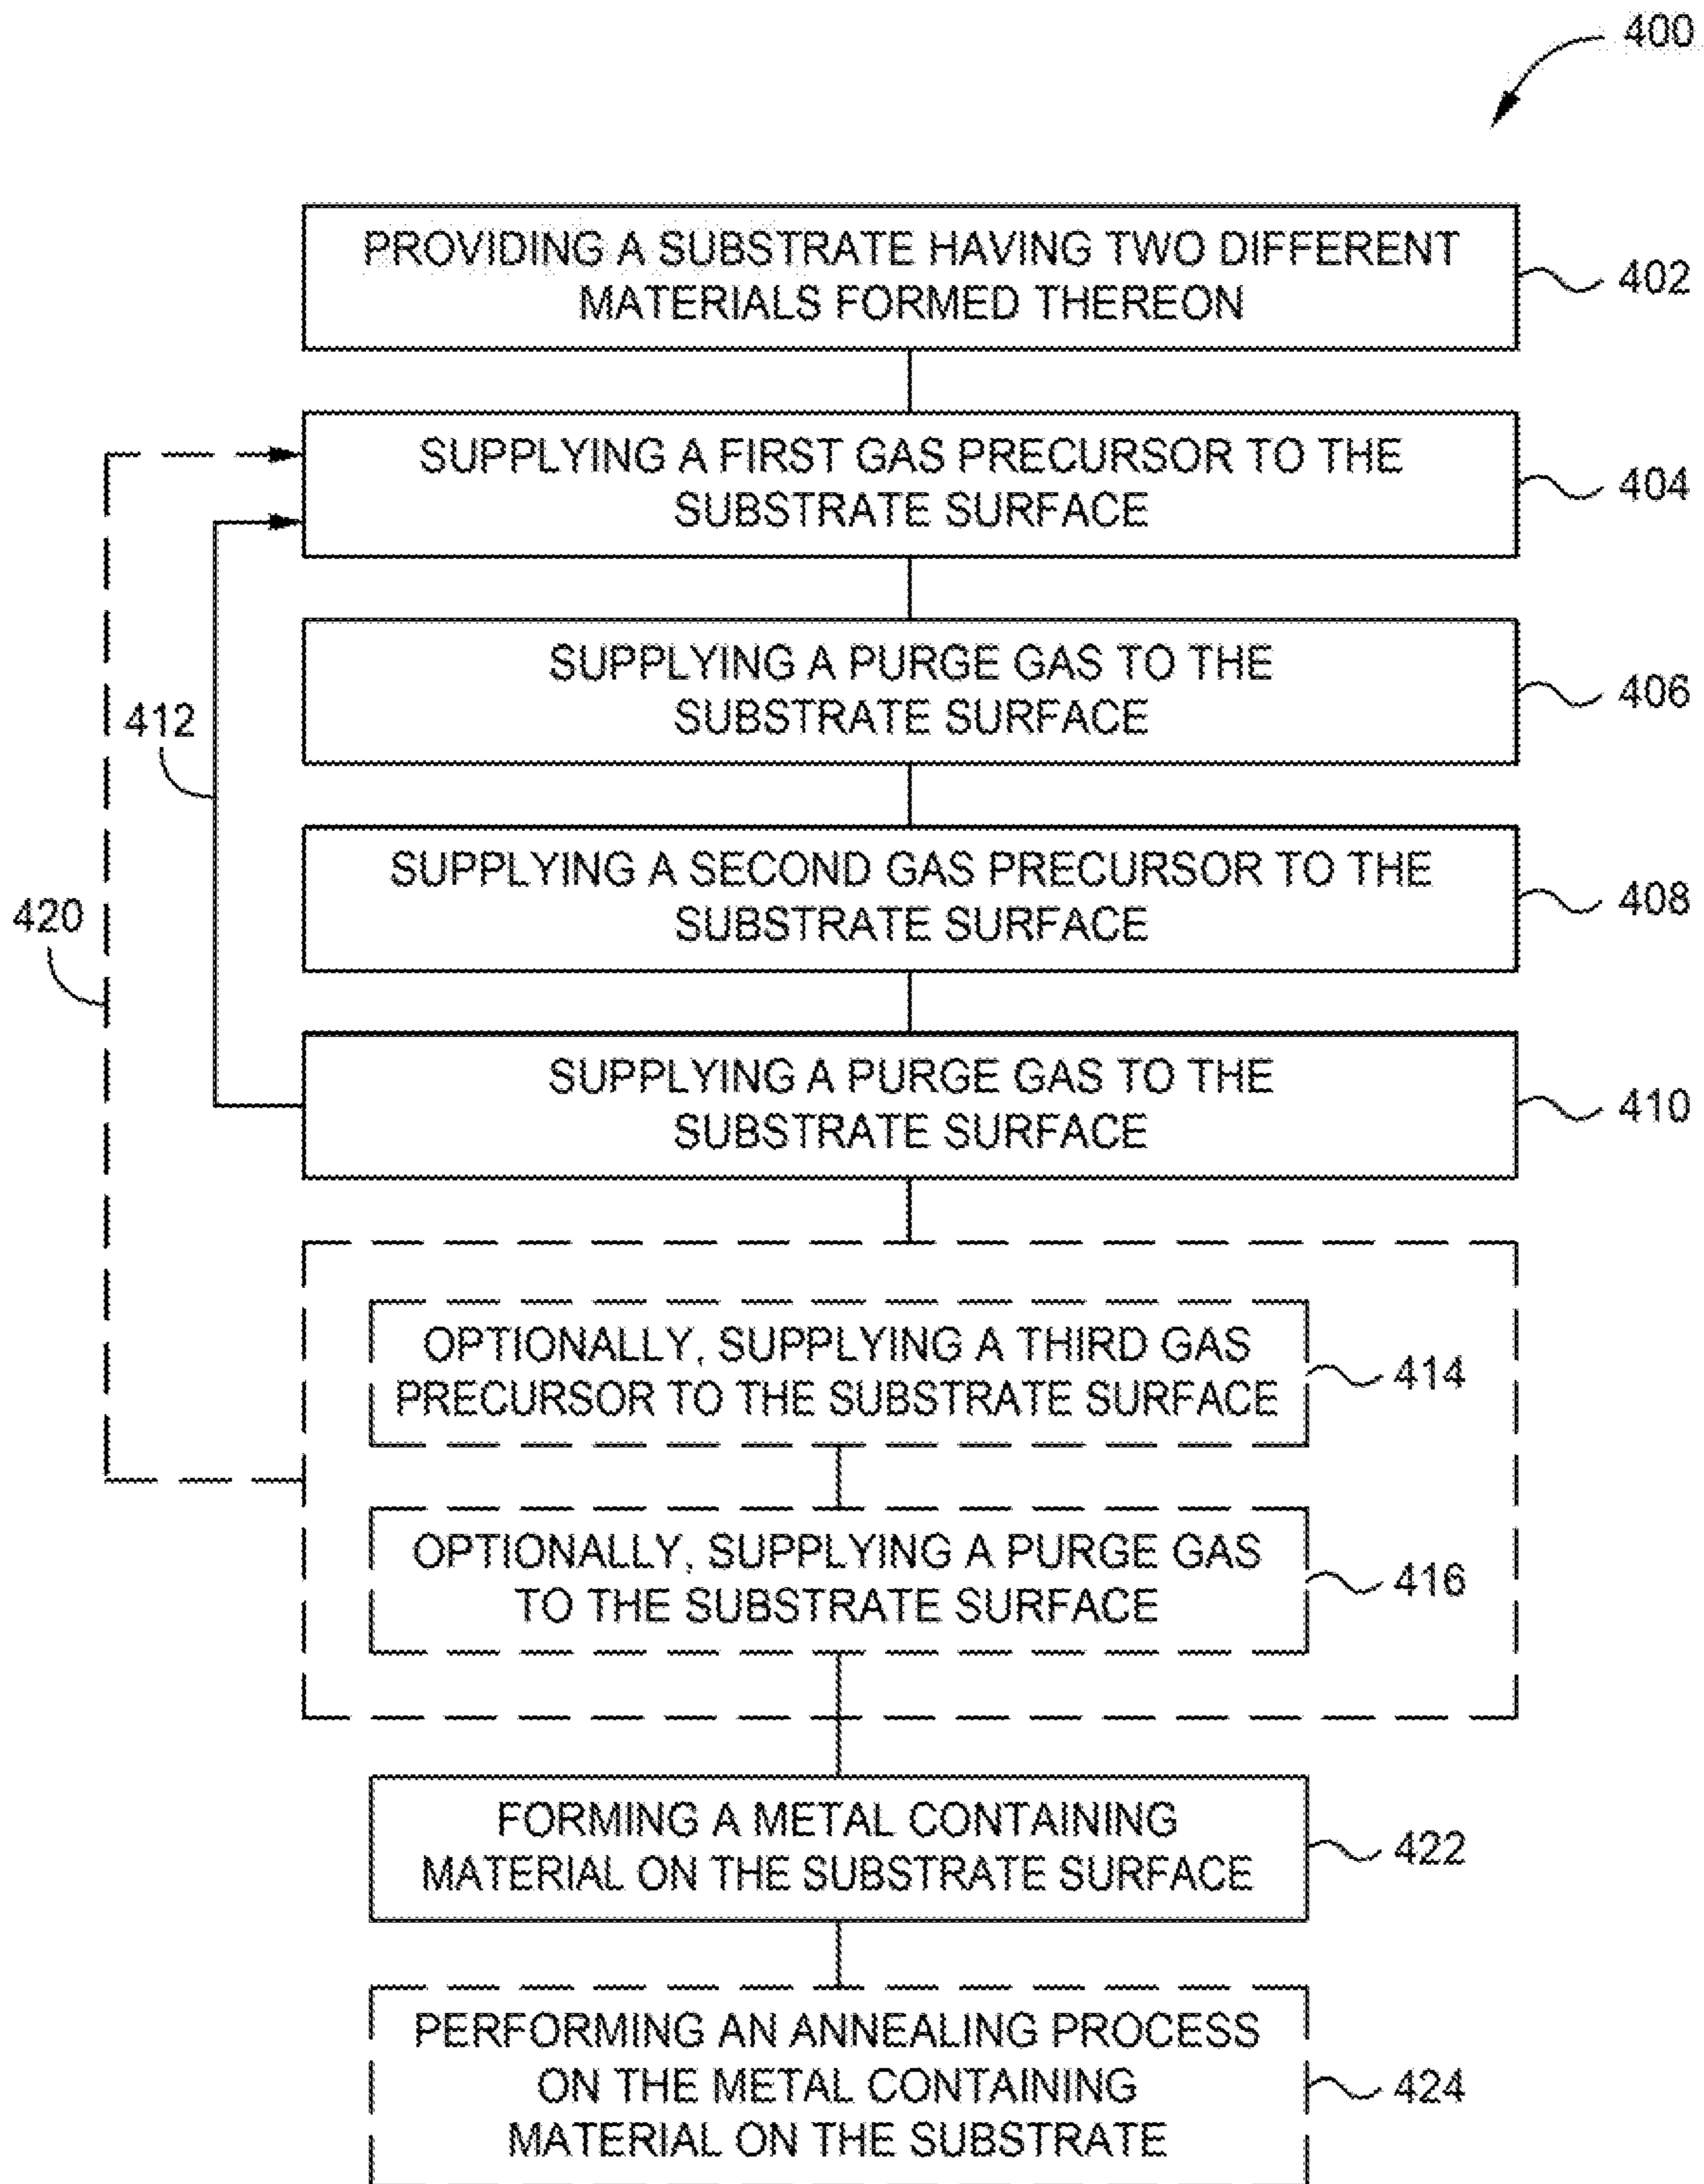 400
PROVIDING A SUBSTRATE HAVING TWO DIFFERENT
MATERIALS FORMED THEREON
402
SUPPLYING A FIRST GAS PRECURSOR TO THE
SUBSTRATE SURFACE
404
SUPPLYING A PURGE GAS TO THE
SUBSTRATE SURFACE
406
412
SUPPLYING A SECOND GAS PRECURSOR TO THE
SUBSTRATE SURFACE
408
420
SUPPLYING A PURGE GAS TO THE
SUBSTRATE SURFACE
410
OPTIONALLY, SUPPLYING A THIRD GAS
PRECURSOR TO THE SUBSTRATE SURFACE
414
OPTIONALLY, SUPPLYING A PURGE GAS
TO THE SUBSTRATE SURFACE
416
FORMING A METAL CONTAINING
MATERIAL ON THE SUBSTRATE SURFACE
422
PERFORMING AN ANNEALING PROCESS
ON THE METAL CONTAINING
MATERIAL ON THE SUBSTRATE
424